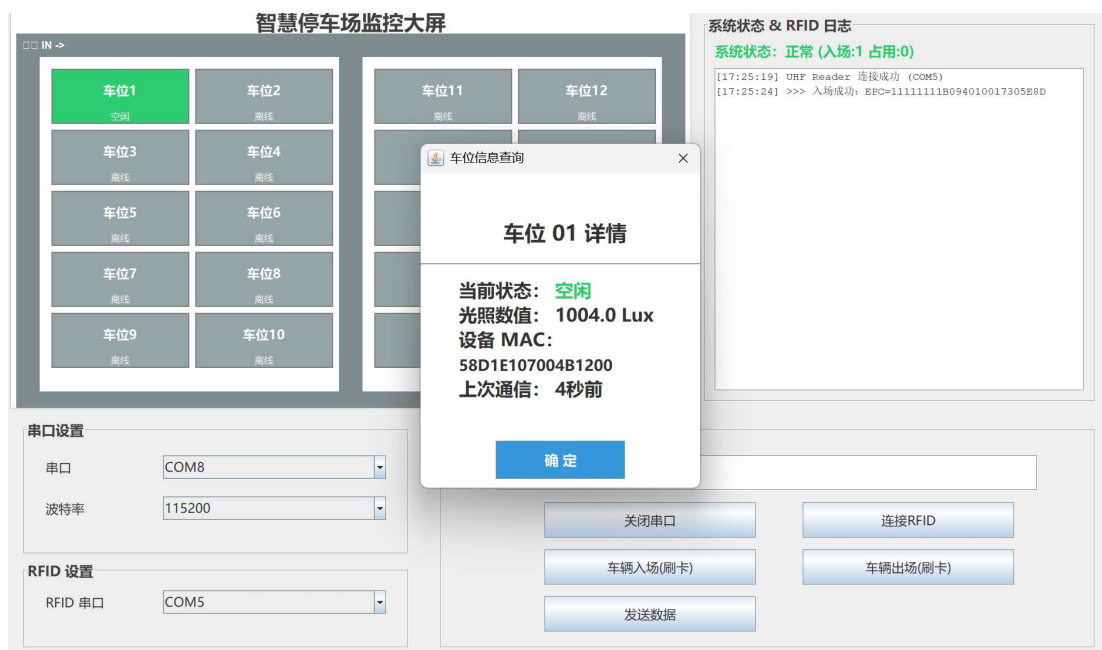 智慧停车场监控大屏
IN ->
车位1
空闲
车位2
离线
车位11
离线
车位12
离线
车位3
离线
车位4
离线
车位5
离线
车位6
离线
车位7
离线
车位8
离线
车位9
离线
车位10
离线
系统状态 & RFID 日志
系统状态：正常 (入场:1 占用:0)
[17:25:19] UHF Reader 连接成功 (COM5)
[17:25:24] >>> 入场成功: EPC=11111111B094010017305E8D
车位信息查询
车位 01 详情
当前状态： 空闲
光照数值： 1004.0 Lux
设备 MAC：
58D1E107004B1200
上次通信： 4秒前
确 定
串口设置
串口
COM8
波特率
115200
RFID 设置
RFID 串口
COM5
关闭串口
连接RFID
车辆入场(刷卡)
车辆出场(刷卡)
发送数据